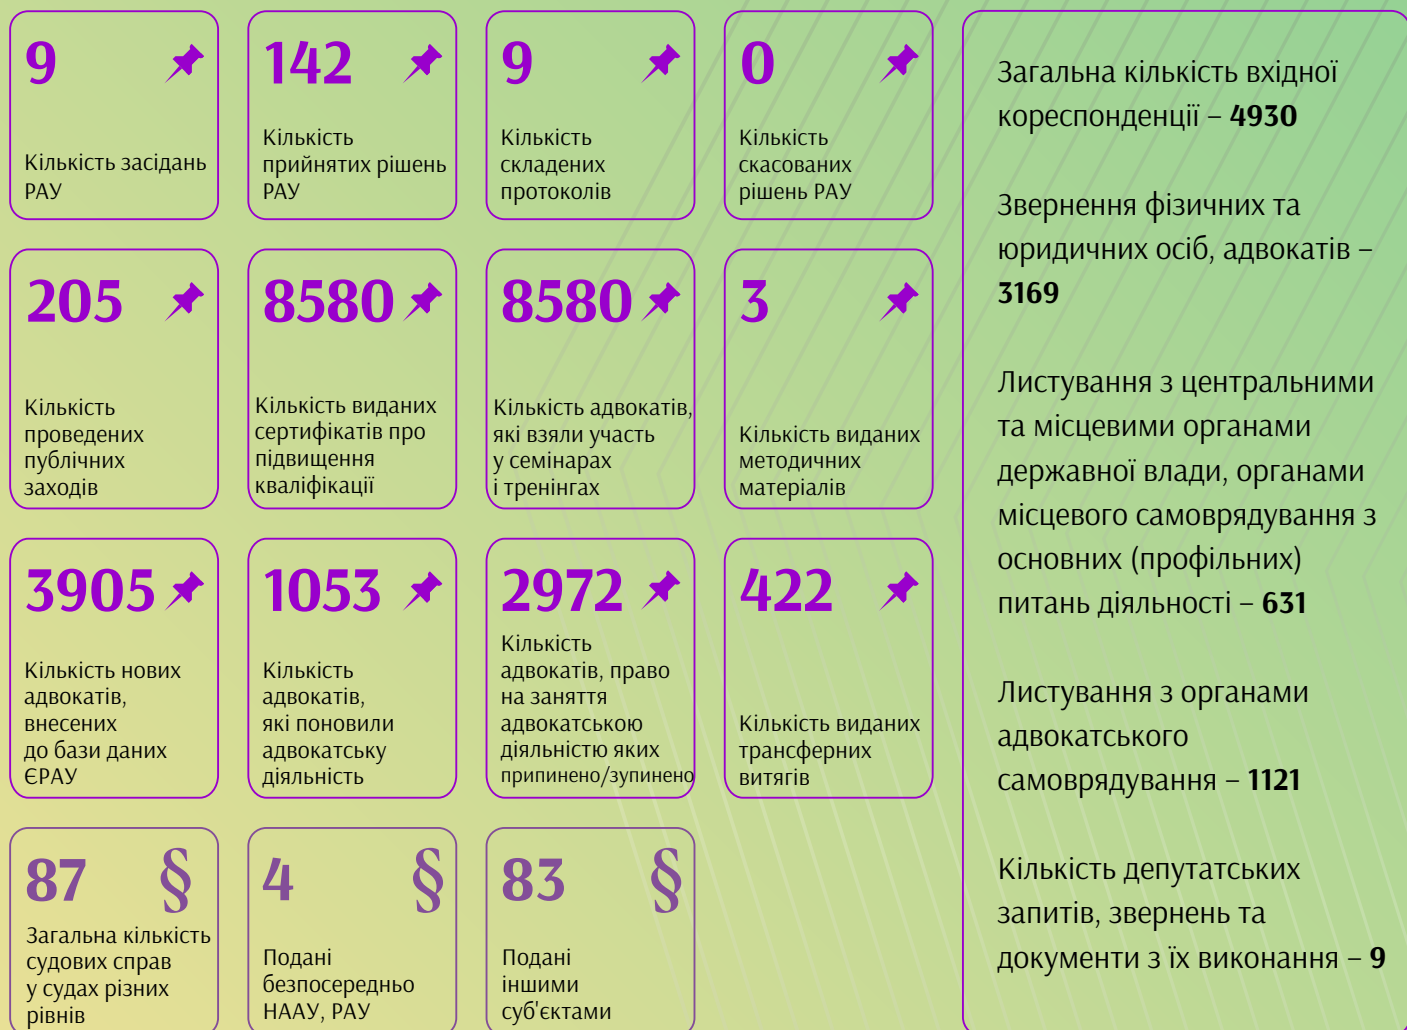 9
Кількість засідань
РАУ
142
Кількість
прийнятих рішень
РАУ
9
Кількість
складених
протоколів
0
Кількість
скасованих
рішень РАУ
205
Кількість
проведених
публічних
заходів
8580
Кількість виданих
сертифікатів про
підвищення
кваліфікації
8580
Кількість адвокатів,
які взяли участь
у семінарах
і тренінгах
3
Кількість виданих
методичних
матеріалів
3905
Кількість нових
адвокатів,
внесених
до бази даних
ЄРАУ
1053
Кількість
адвокатів,
які поновили
адвокатську
діяльність
2972
Кількість
адвокатів, право
на заняття
адвокатською
діяльністю яких
припинено/зупинено
422
Кількість виданих
трансферних
витягів
87 §
Загальна кількість
судових справ
у судах різних
рівнів
4 §
Подані
безпосередньо
НААУ, РАУ
83 §
Подані
іншими
суб'єктами
Загальна кількість вхідної
кореспонденції – 4930
Звернення фізичних та
юридичних осіб, адвокатів –
3169
Листування з центральними
та місцевими органами
державної влади, органами
місцевого самоврядування з
основних (профільних)
питань діяльності – 631
Листування з органами
адвокатського
самоврядування – 1121
Кількість депутатських
запитів, звернень та
документи з їх виконання – 9